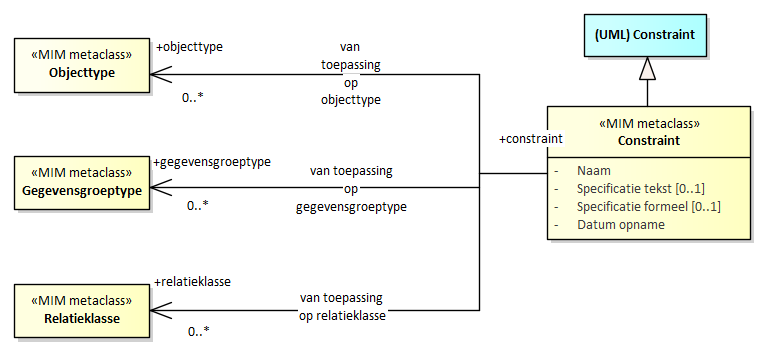 «MIM metaclass»
Objecttype
+objecttype
0..*
van
toepassing
op
objecttype
(UML) Constraint
+constraint
«MIM metaclass»
Constraint
- Naam
- Specificatie tekst [0..1]
- Specificatie formeel [0..1]
- Datum opname
«MIM metaclass»
Gegevensgroeptype
+gegevensgroeptype
0..*
van toepassing
op
gegevensgroeptype
«MIM metaclass»
Relatieklasse
+relatieklasse
0..*
van toepassing
op relatieklasse